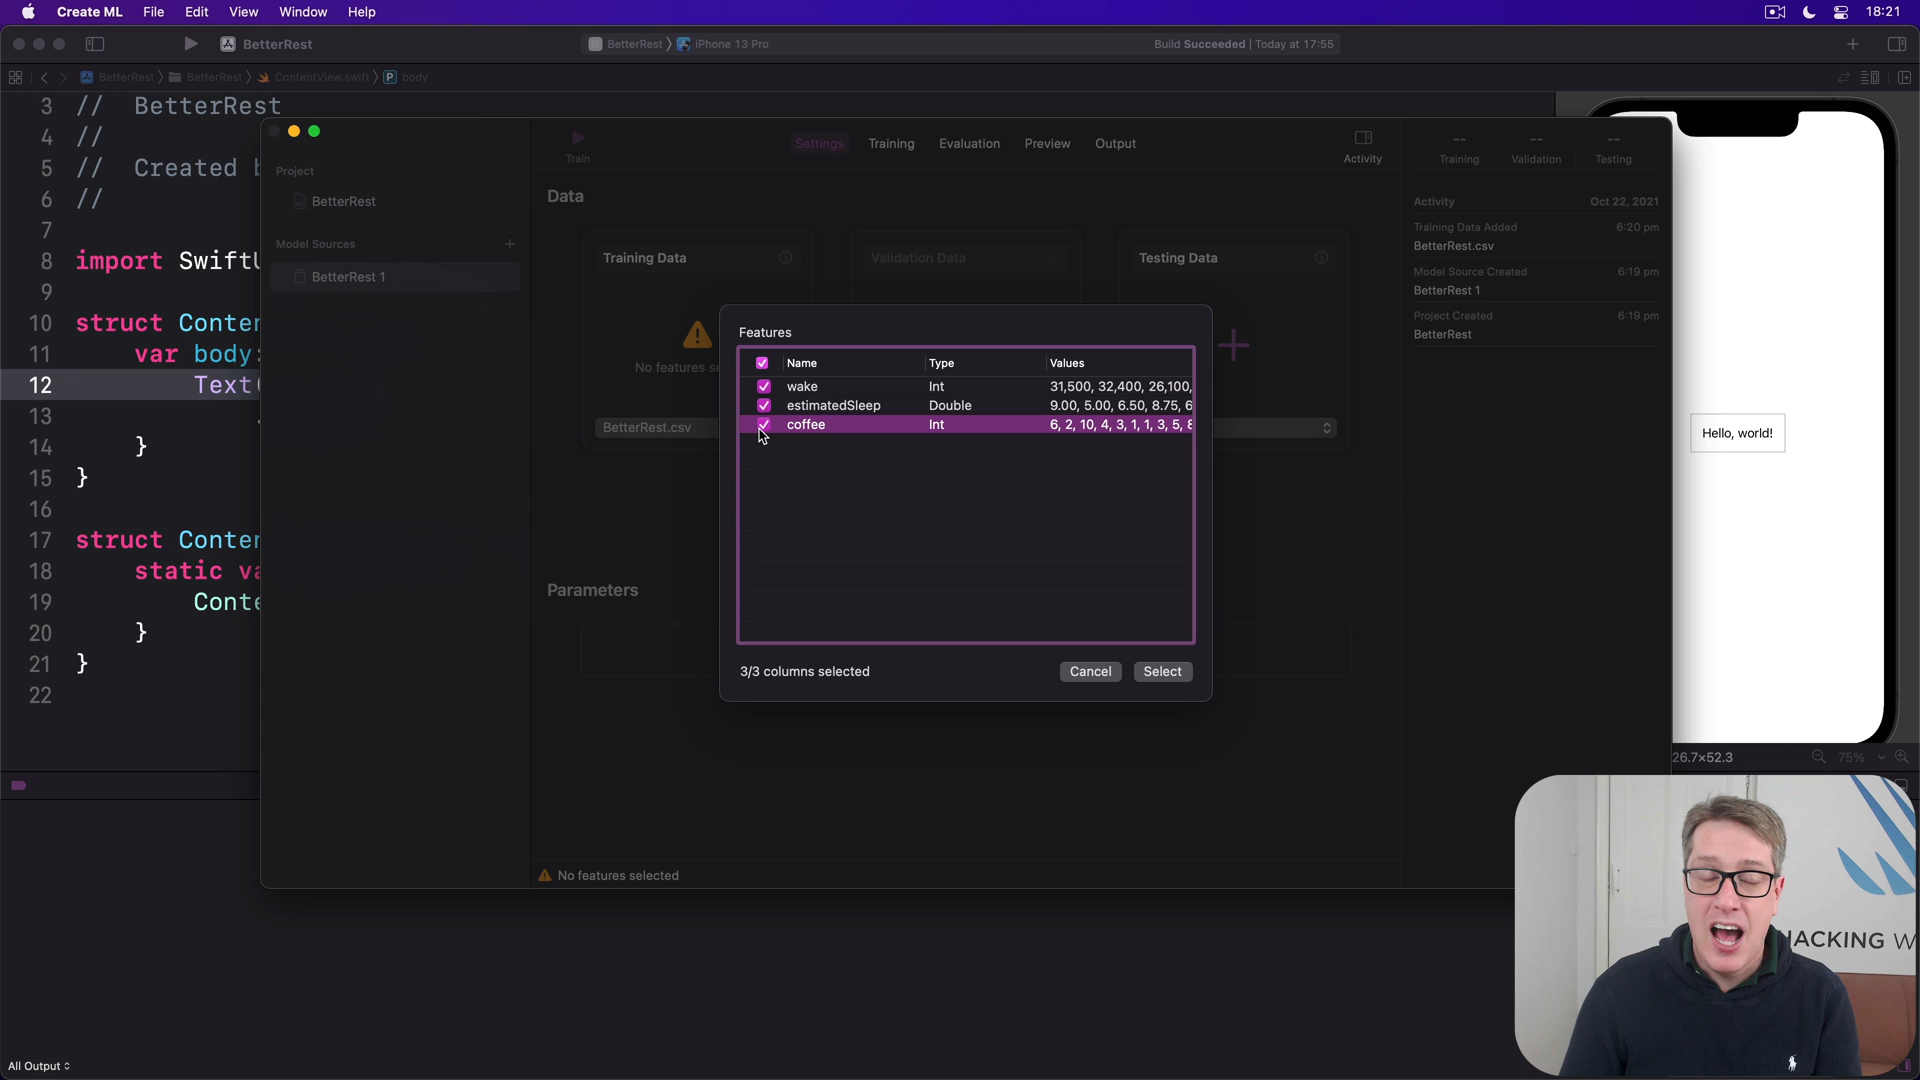 Create ML File Edit View Window Help 18:21
BetterRest BetterRest iPhone 13 Pro Build Succeeded | Today at 17:55
BetterRest BetterRest ContentView.swift P body
3 // BetterRest
4 //
5 // Created
6 //
7
8 import
9
10 struct
11 var body:
12 Text(
13
14 }
15 }
16
17 struct
18 static
19
20 }
21 }
22
Project
BetterRest
Model Sources +
BetterRest 1
Train
Settings Training Evaluation Preview Output
Activity
-- -- --
Training Validation Testing
Data
Training Data
Validation Data
Testing Data
No features
BetterRest.csv
Parameters
No features selected
Features
Name Type Values
wake Int 31,500, 32,400, 26,100,
estimatedSleep Double 9.00, 5.00, 6.50, 8.75, 6
coffee Int 6, 2, 10, 4, 3, 1, 1, 3, 5, 8
3/3 columns selected Cancel Select
Activity Oct 22, 2021
Training Data Added 6:20 pm
BetterRest.csv
Model Source Created 6:19 pm
BetterRest 1
Project Created 6:19 pm
BetterRest
Hello, world!
26.7×52.3 75%
HACKING W
All Output